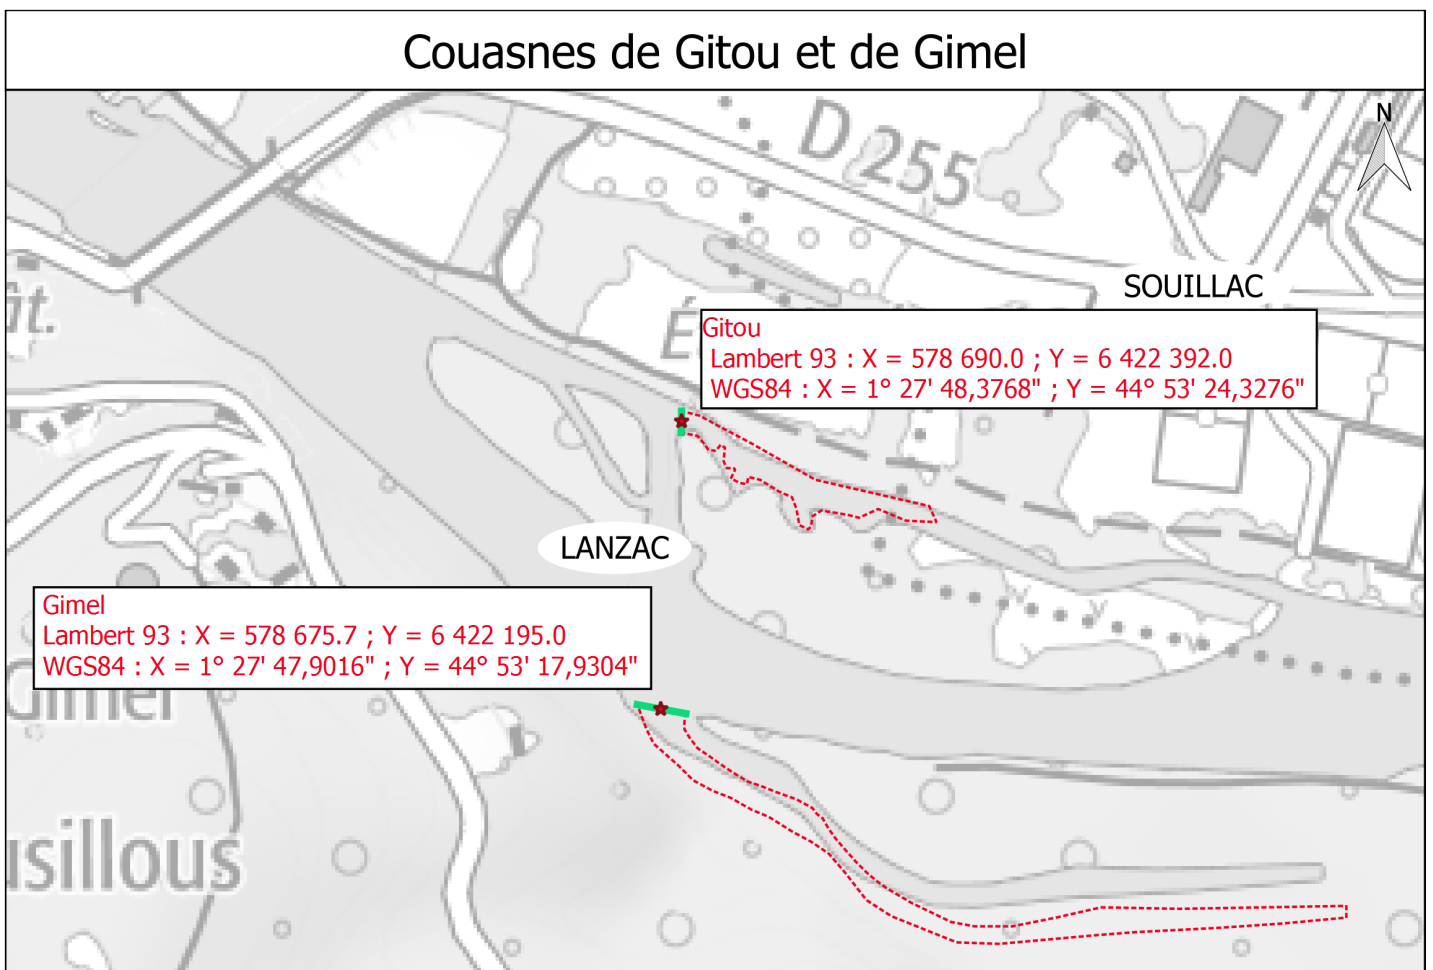 Couasnes de Gitou et de Gimel
N
D 255
SOUILLAC
Gitou
Lambert 93 : X = 578 690.0 ; Y = 6 422 392.0
WGS84 : X = 1° 27' 48,3768" ; Y = 44° 53' 24,3276"
LANZAC
Gimel
Lambert 93 : X = 578 675.7 ; Y = 6 422 195.0
WGS84 : X = 1° 27' 47,9016" ; Y = 44° 53' 17,9304"
Gimel
usillous